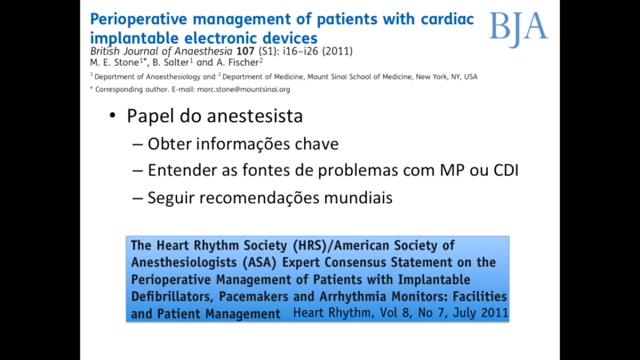 Perioperative management of patients with cardiac
implantable electronic devices
BJA
British Journal of Anaesthesia 107 (S1): i16–i26 (2011)
M. E. Stone1*, B. Salter1 and A. Fischer2
1 Department of Anaesthesiology and 2 Department of Medicine, Mount Sinai School of Medicine, New York, NY, USA
* Corresponding author. E-mail: marc.stone@mountsinai.org
• Papel do anestesista
– Obter informações chave
– Entender as fontes de problemas com MP ou CDI
– Seguir recomendações mundiais
The Heart Rhythm Society (HRS)/American Society of
Anesthesiologists (ASA) Expert Consensus Statement on the
Perioperative Management of Patients with Implantable
Defibrillators, Pacemakers and Arrhythmia Monitors: Facilities
and Patient Management Heart Rhythm, Vol 8, No 7, July 2011